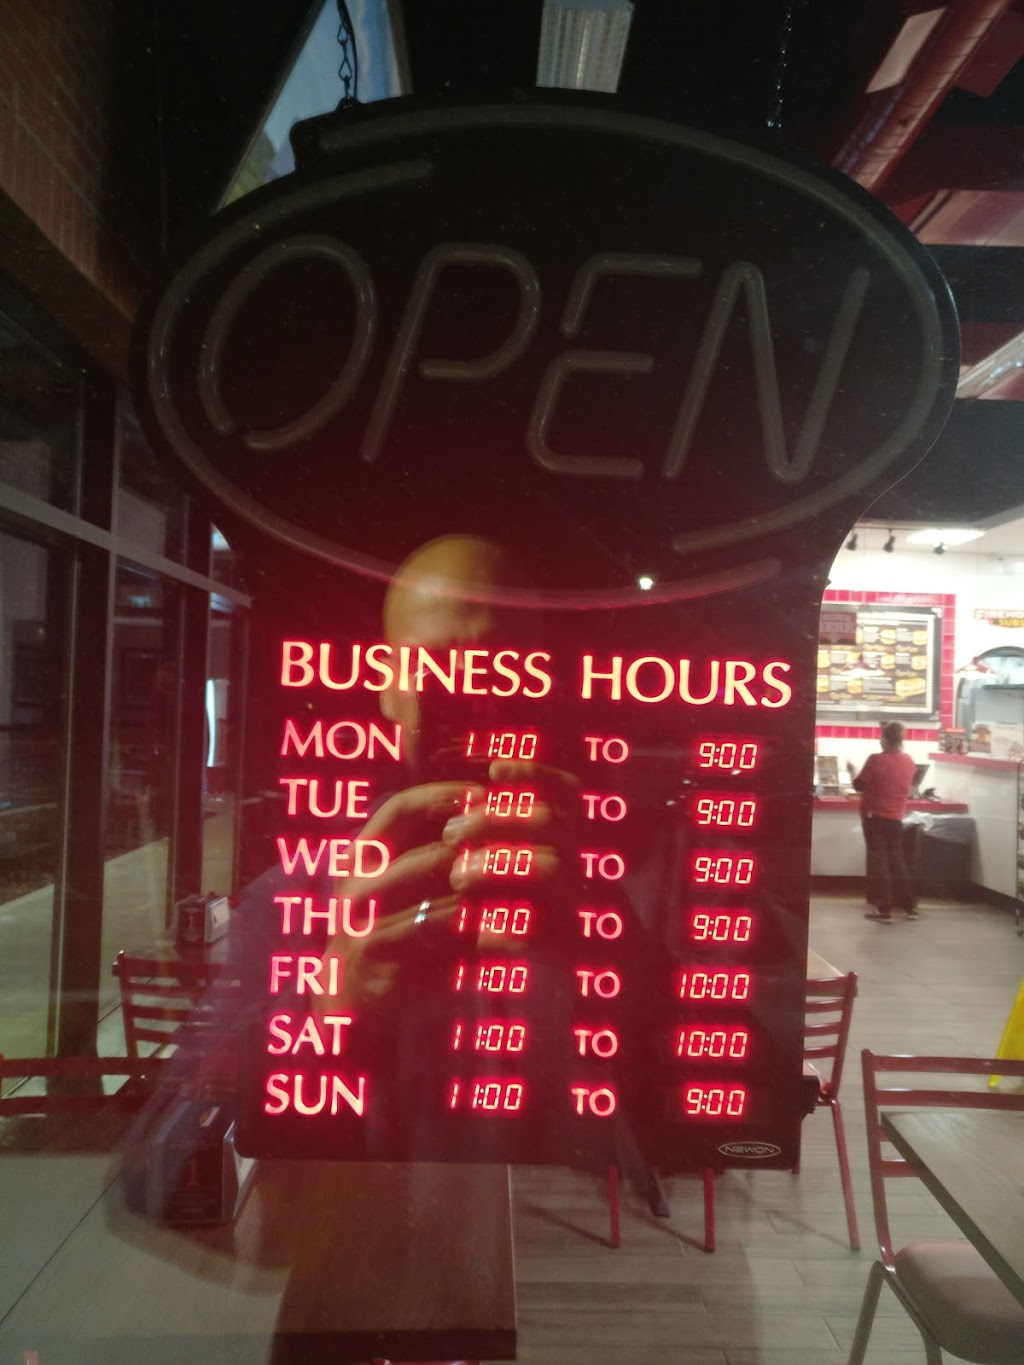 OPEN
BUSINESS HOURS
MON 11:00 TO 9:00
TUE 11:00 TO 9:00
WED 11:00 TO 9:00
THU 11:00 TO 9:00
FRI 11:00 TO 10:00
SAT 11:00 TO 10:00
SUN 11:00 TO 9:00
NEWON
SUBS